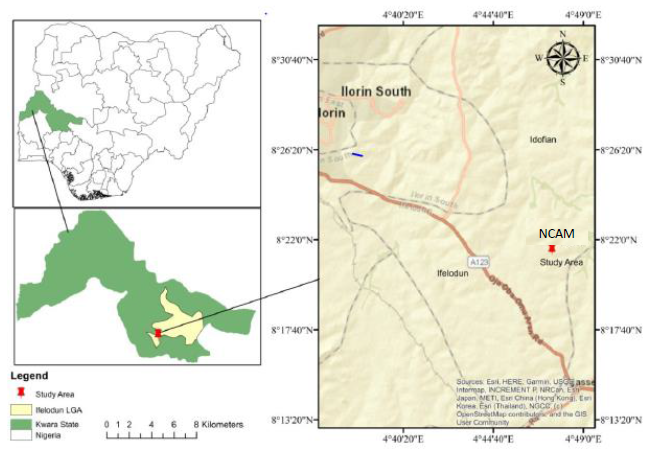 4°40'20"E 4°44'40"E 4°49'0"E
N
W E
S
8°30'40"N 8°30'40"N
Ilorin South
lorin
Idofian
8°26'20"N 8°26'20"N
Ilorin South
NCAM
8°22'0"N 8°22'0"N
Study Area
A123
Ifelodun
8°17'40"N 8°17'40"N
Legend
Study Area
Ifelodun LGA
Kwara State
Nigeria
0 1 2 4 6 8 Kilometers
Sources: Esri, HERE, Garmin, USGS,
Intermap, INCREMENT P, NRCan, Esri
Japan, METI, Esri China (Hong Kong), Esri
Korea, Esri (Thailand), NGCC, (c)
OpenStreetMap contributors, and the GIS
User Community
8°13'20"N 8°13'20"N
4°40'20"E 4°44'40"E 4°49'0"E